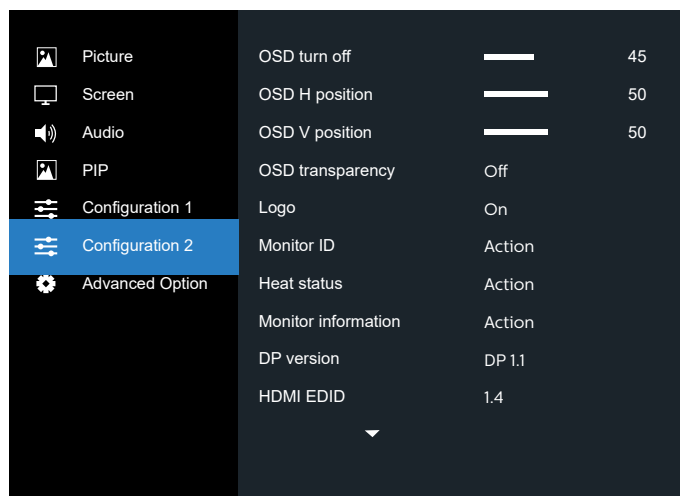 Picture
Screen
Audio
PIP
Configuration 1
Configuration 2
Advanced Option
OSD turn off 45
OSD H position 50
OSD V position 50
OSD transparency Off
Logo On
Monitor ID Action
Heat status Action
Monitor information Action
DP version DP 1.1
HDMI EDID 1.4